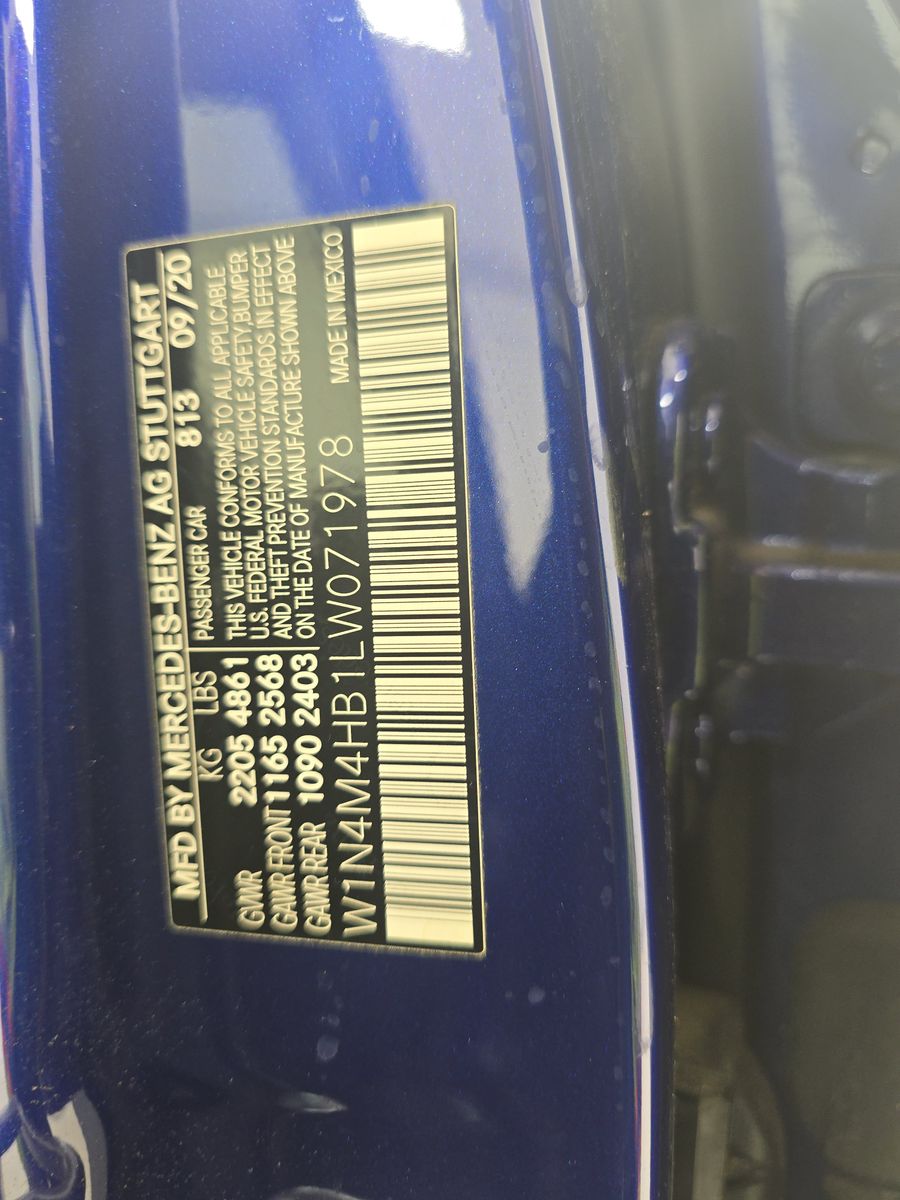 MFD BY MERCEDES-BENZ AG STUTTGART
813 09/20
KG LBS PASSENGER CAR
GVWR 2205 4861
GAWR FRONT 1165 2568
GAWR REAR 1090 2403
THIS VEHICLE CONFORMS TO ALL APPLICABLE
U.S. FEDERAL MOTOR VEHICLE SAFETY, BUMPER
AND THEFT PREVENTION STANDARDS IN EFFECT
ON THE DATE OF MANUFACTURE SHOWN ABOVE
W1N4M4HB1LW071978 MADE IN MEXICO